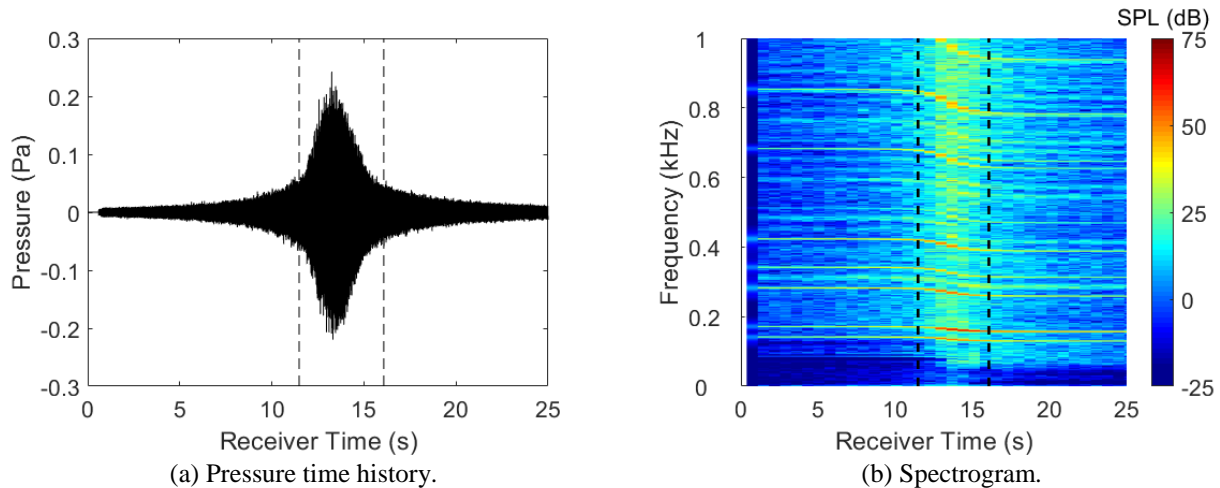 0.3
0.2
0.1
0
-0.1
-0.2
-0.3
Pressure (Pa)
0 5 10 15 20 25
Receiver Time (s)
(a) Pressure time history.
SPL (dB)
1
0.8
0.6
0.4
0.2
0
Frequency (kHz)
0 5 10 15 20 25
Receiver Time (s)
75
50
25
0
-25
(b) Spectrogram.